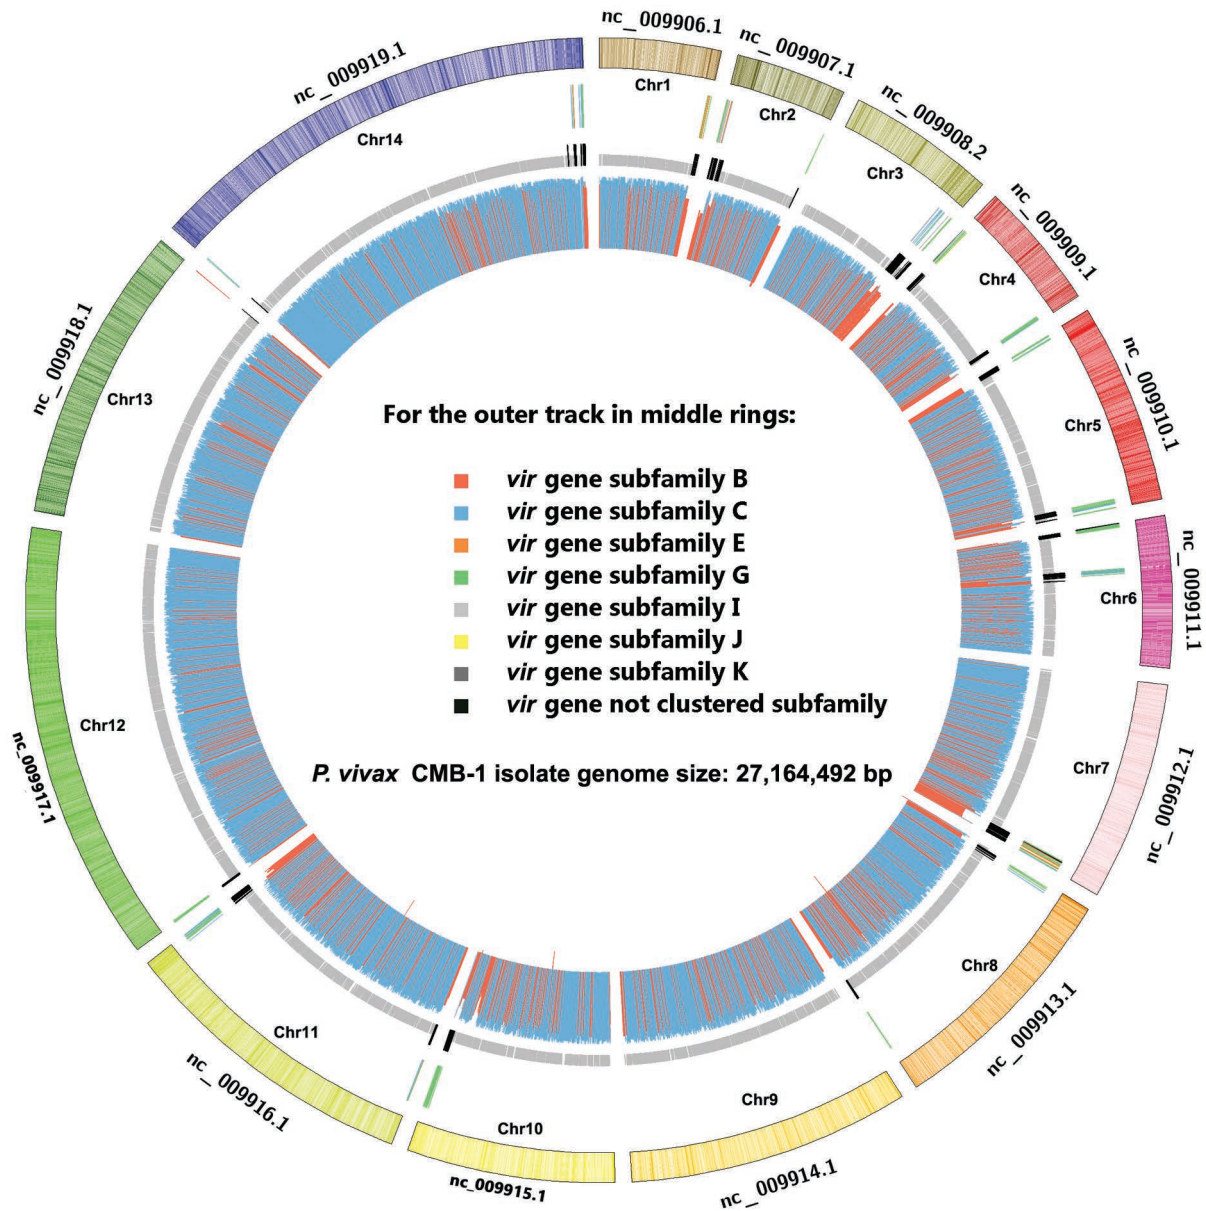 nc_009906.1
Chr1
nc_009907.1
Chr2
nc_009908.2
Chr3
nc_009909.1
Chr4
nc_009910.1
Chr5
nc_009911.1
Chr6
nc_009912.1
Chr7
nc_009913.1
Chr8
nc_009914.1
Chr9
nc_009915.1
Chr10
nc_009916.1
Chr11
nc_009917.1
Chr12
nc_009918.1
Chr13
nc_009919.1
Chr14
For the outer track in middle rings:
vir gene subfamily B
vir gene subfamily C
vir gene subfamily E
vir gene subfamily G
vir gene subfamily I
vir gene subfamily J
vir gene subfamily K
vir gene not clustered subfamily
P. vivax CMB-1 isolate genome size: 27,164,492 bp